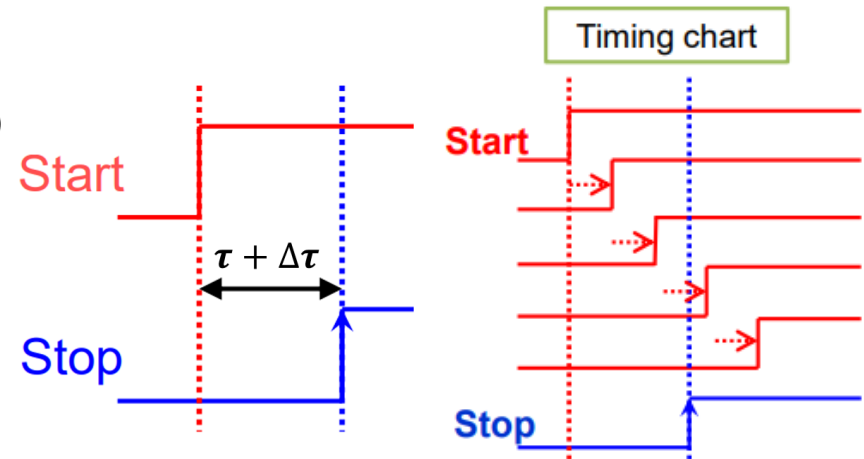 Timing chart
Start
Start
τ + Δτ
Stop
Stop